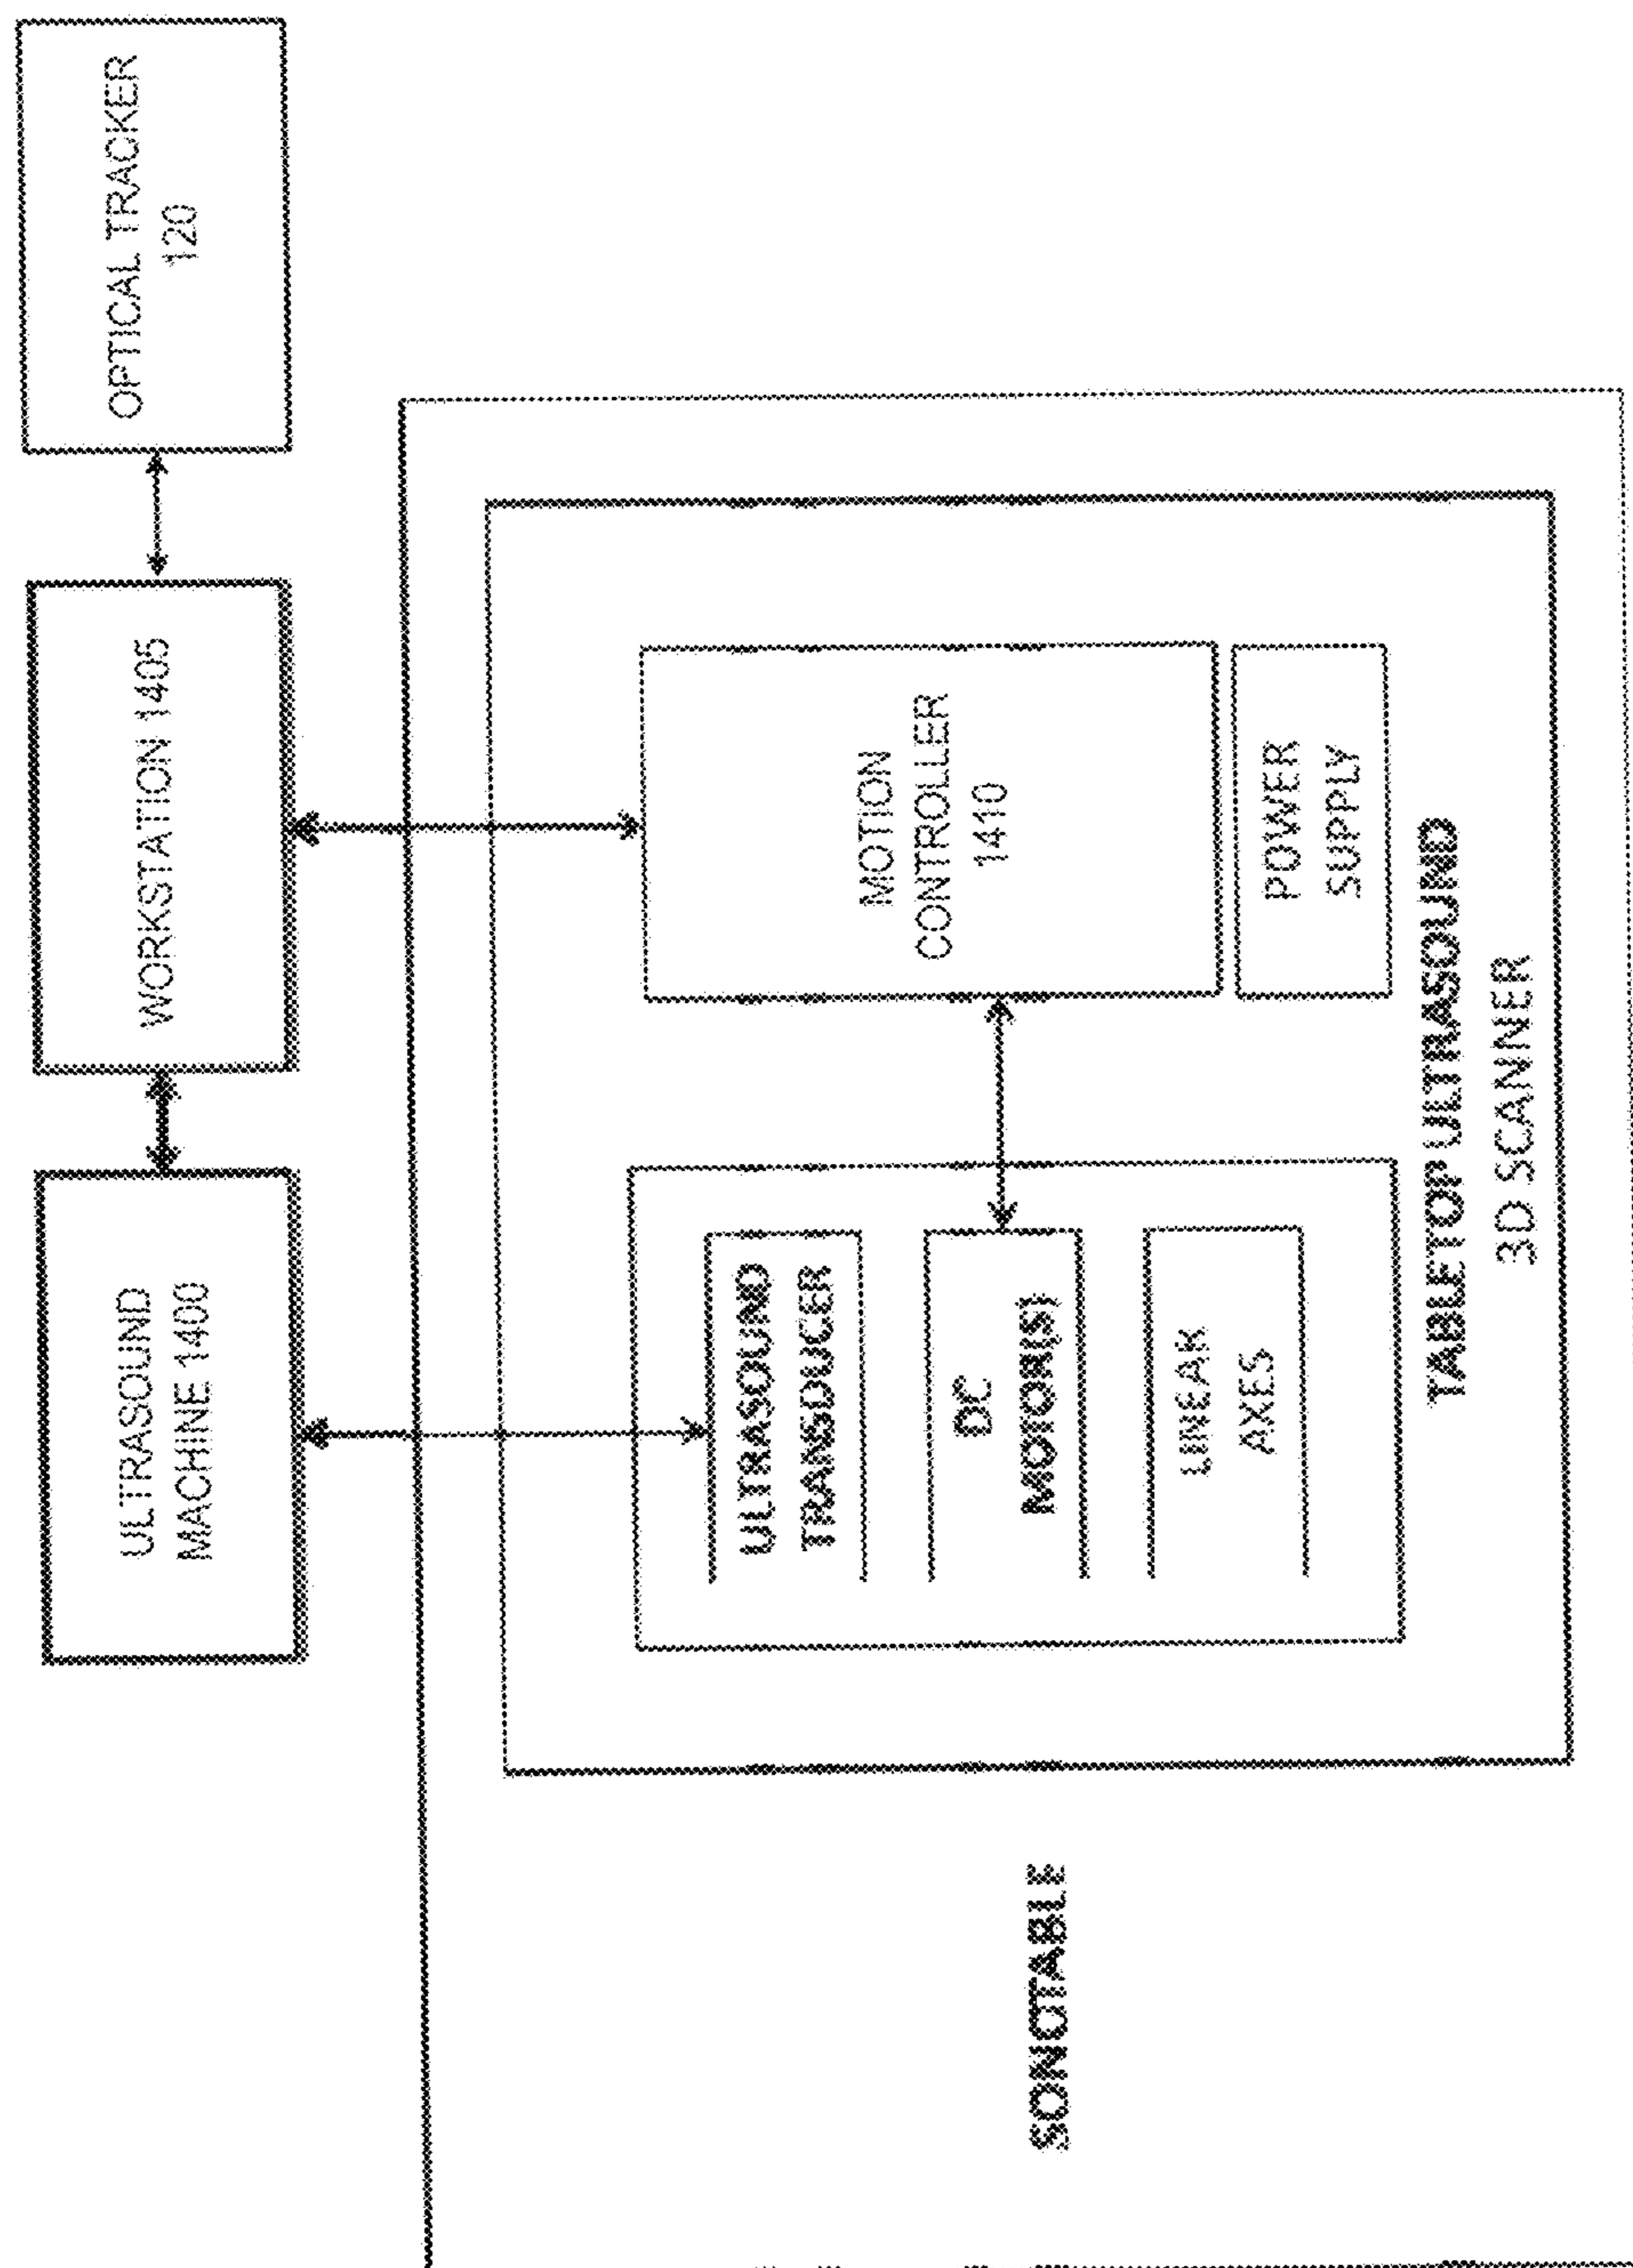 ULTRASOUND
MACHINE 1400
WORKSTATION 1405
OPTICAL TRACKER
120
ULTRASOUND
TRANSDUCER
DC
MOTOR(S)
LINEAR
AXES
MOTION
CONTROLLER
1410
POWER
SUPPLY
TABLETOP ULTRASOUND
3D SCANNER
SONOTABLE